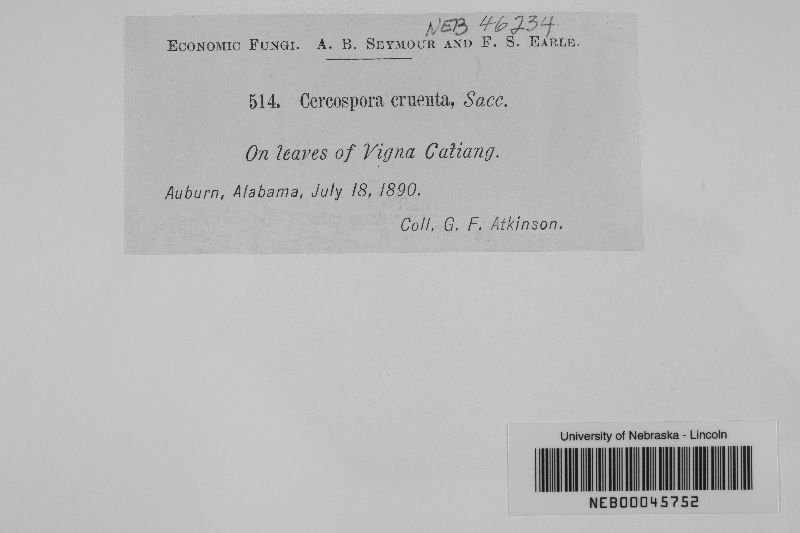 NEB 46234
Economic Fungi. A. B. Seymour and F. S. Earle.
514. Cercospora cruenta, Sacc.
On leaves of Vigna Catiang.
Auburn, Alabama, July 18, 1890.
Coll. G. F. Atkinson.
University of Nebraska - Lincoln
NEB00045752